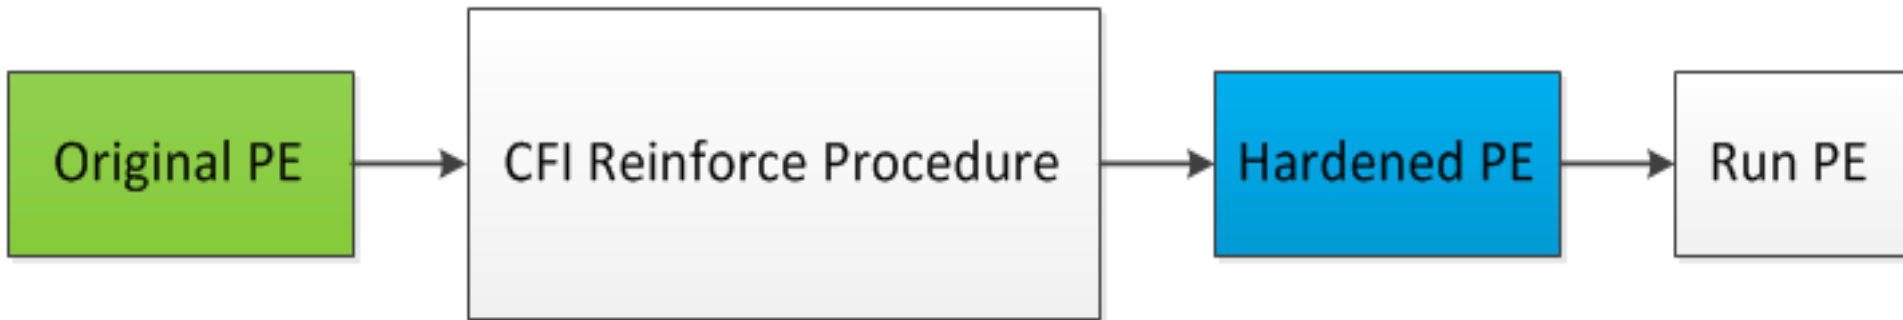 Original PE
CFI Reinforce Procedure
Hardened PE
Run PE